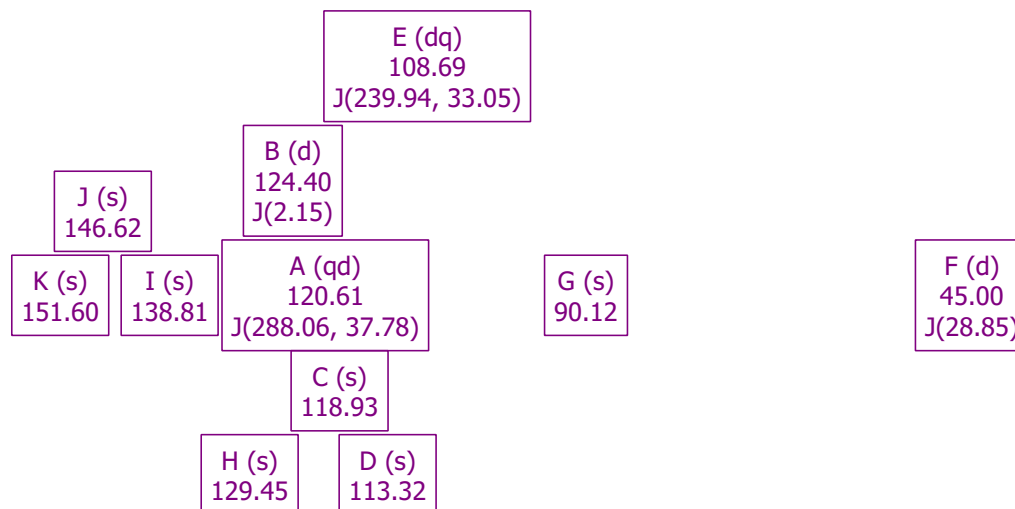 E (dq)
108.69
J(239.94, 33.05)
B (d)
124.40
J(2.15)
J (s)
146.62
K (s)
151.60
I (s)
138.81
A (qd)
120.61
J(288.06, 37.78)
G (s)
90.12
F (d)
45.00
J(28.85)
C (s)
118.93
H (s)
129.45
D (s)
113.32